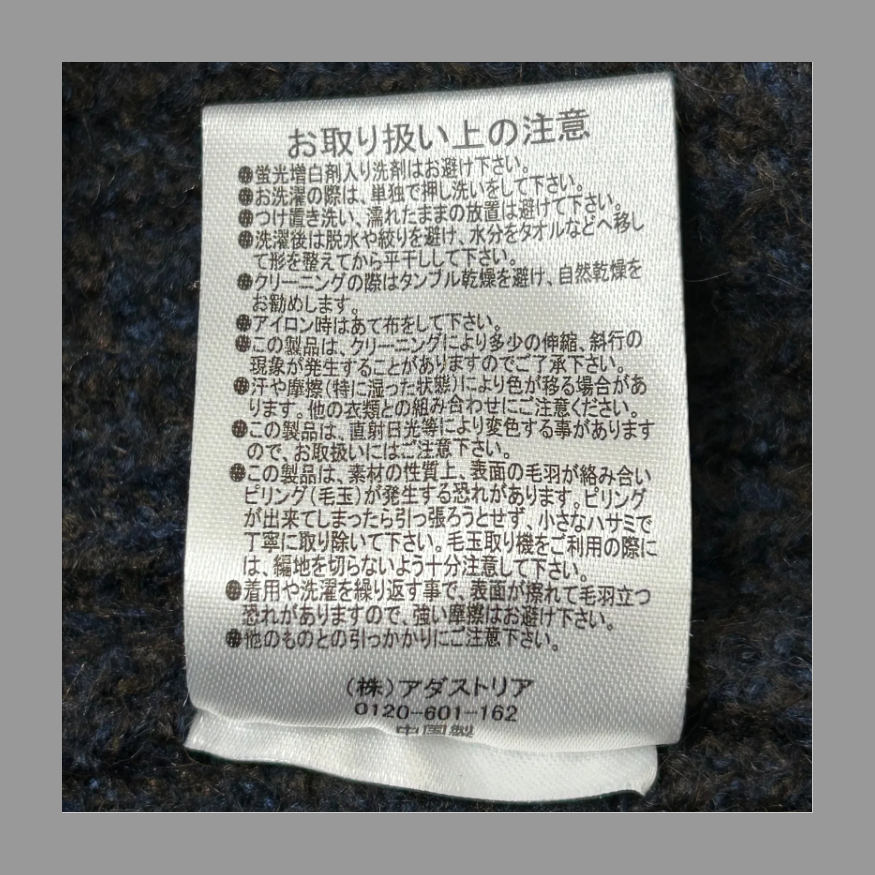 お取り扱い上の注意
●蛍光増白剤入り洗剤はお避け下さい。
●お洗濯の際は、単独で押し洗いをして下さい。
●つけ置き洗い、濡れたままの放置は避けて下さい。
●洗濯後は脱水や絞りを避け、水分をタオルなどへ移し
て形を整えてから平干しして下さい。
●クリーニングの際はタンブル乾燥を避け、自然乾燥を
お勧めします。
●アイロン時はあて布をして下さい。
●この製品は、クリーニングにより多少の伸縮、斜行の
現象が発生することがありますのでご了承下さい。
●汗や摩擦(特に湿った状態)により色が移る場合があ
ります。他の衣類との組み合わせにご注意ください。
●この製品は、直射日光等により変色する事があります
ので、お取扱いにはご注意下さい。
●この製品は、素材の性質上、表面の毛羽が絡み合い
ピリング(毛玉)が発生する恐れがあります。ピリング
が出来てしまったら引っ張ろうとせず、小さなハサミで
丁寧に取り除いて下さい。毛玉取り機をご利用の際に
は、編地を切らないよう十分注意して下さい。
●着用や洗濯を繰り返す事で、表面が擦れて毛羽立つ
恐れがありますので、強い摩擦はお避け下さい。
●他のものとの引っかかりにご注意下さい。
(株)アダストリア
0120-601-162
中国製